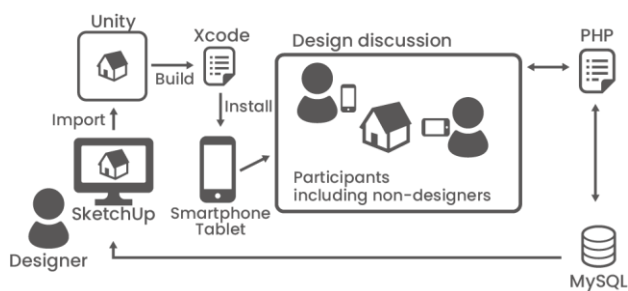 Unity
Xcode
Design discussion
PHP
Build
Import
Install
Participants
including non-designers
SketchUp
Smartphone
Tablet
Designer
MySQL